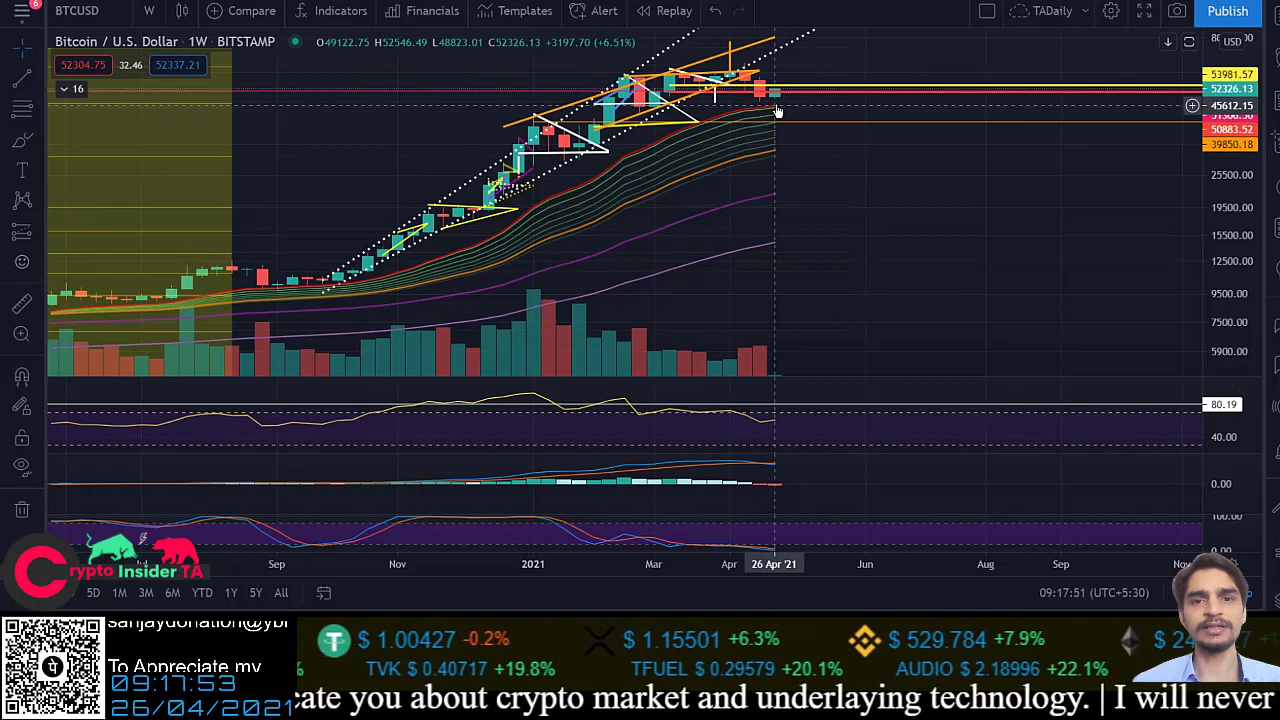 6
BTCUSD W Compare Indicators Financials Templates Alert Replay TADaily Publish
Bitcoin / U.S. Dollar · 1W · BITSTAMP O49122.75 H52546.49 L48823.01 C52326.13 +3197.70 (+6.51%)
USD
52304.75 32.46 52337.21
16
53981.57
52326.13
45612.15
50883.52
39850.18
25500.00
19500.00
15500.00
12500.00
9500.00
7500.00
5900.00
80.19
40.00
0.00
100.00
0.00
Sep Nov 2021 Mar Apr 26 Apr '21 Jun Aug Sep Nov
Crypto Insider TA
5D 1M 3M 6M YTD 1Y 5Y All
09:17:51 (UTC+5:30)
sanjaydonation@ybl
To Appreciate my
09:17:53
26/04/2021
$ 1.00427 -0.2% $ 1.15501 +6.3% $ 529.784 +7.9%
TVK $ 0.40717 +19.8% TFUEL $ 0.29579 +20.1% AUDIO $ 2.18996 +22.1%
cate you about crypto market and underlaying technology. | I will never